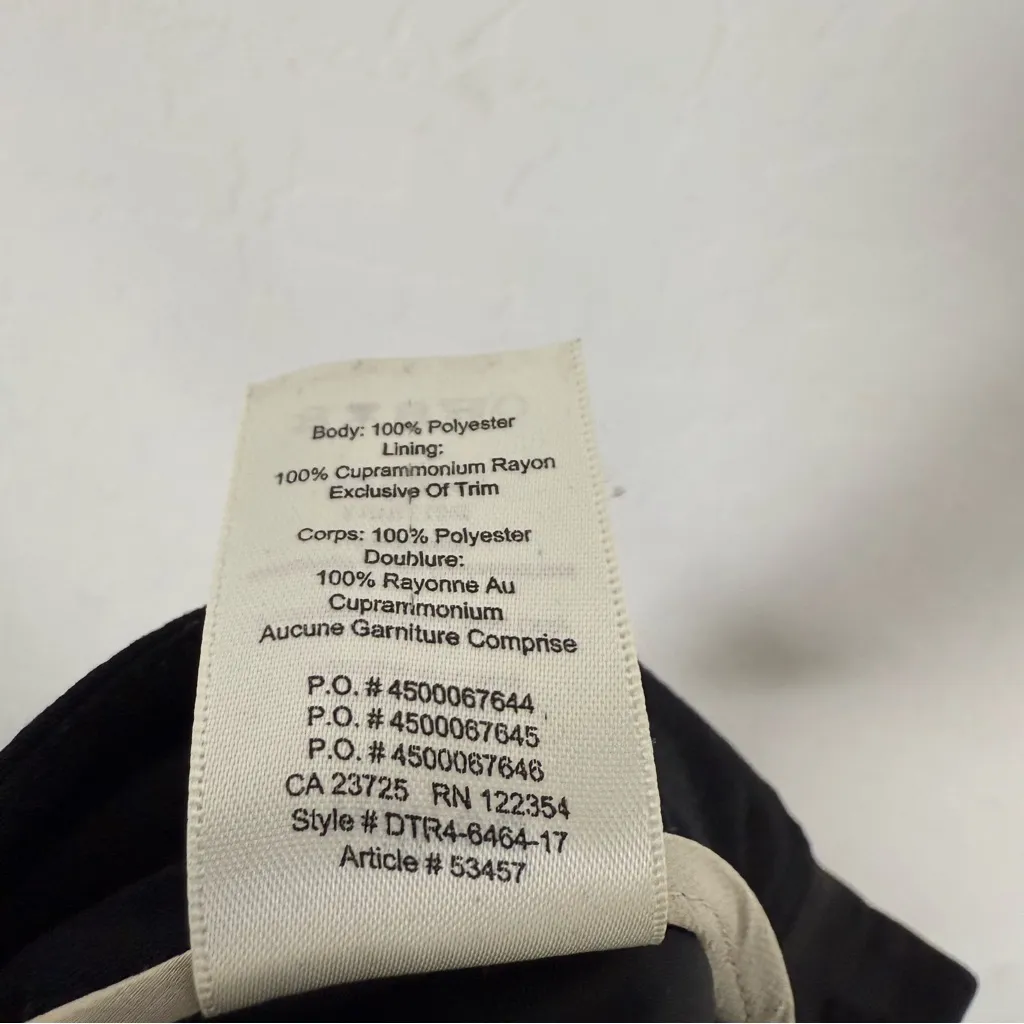 Body: 100% Polyester
Lining:
100% Cuprammonium Rayon
Exclusive Of Trim
Corps: 100% Polyester
Doublure:
100% Rayonne Au
Cuprammonium
Aucune Garniture Comprise
P.O. # 4500067644
P.O. # 4500067645
P.O. # 4500067646
CA 23725 RN 122354
Style # DTR4-6464-17
Article # 53457